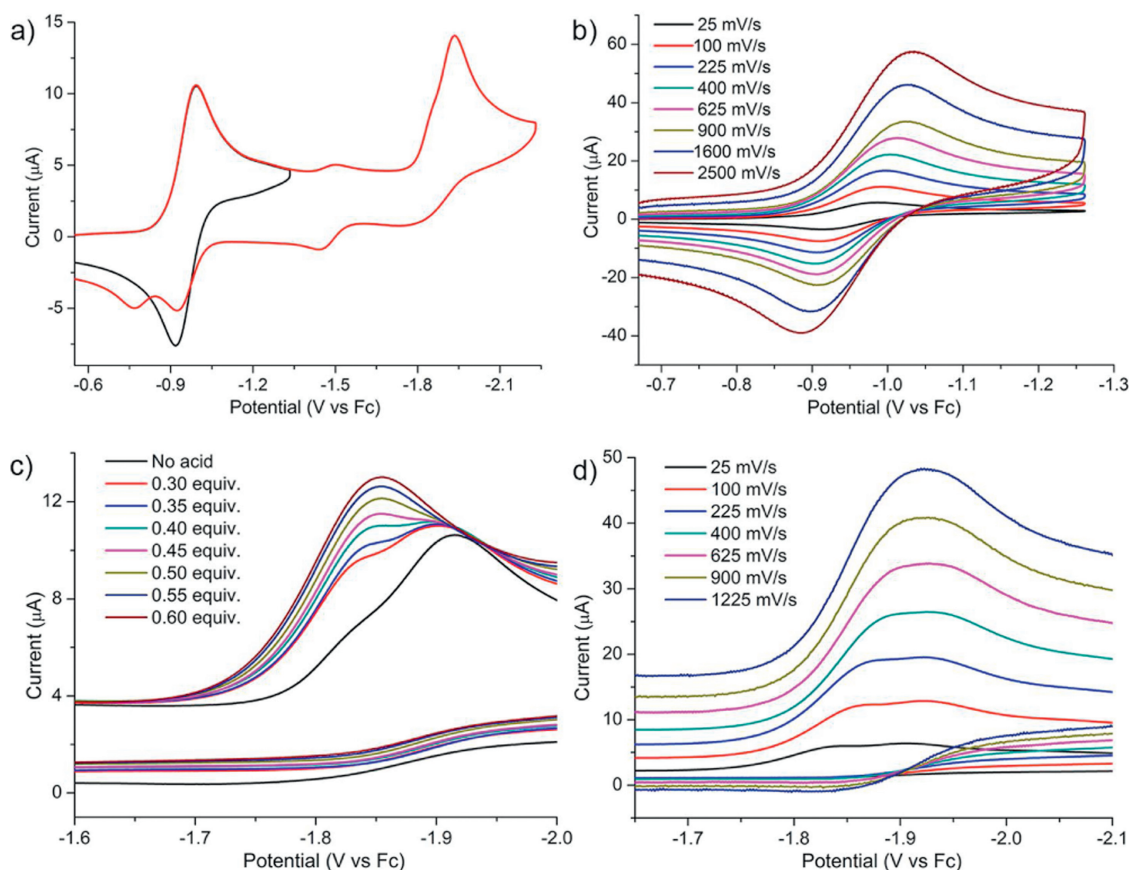 a)
15
10
5
0
-5
Current (μA)
-0.6 -0.9 -1.2 -1.5 -1.8 -2.1
Potential (V vs Fc)
b)
25 mV/s
100 mV/s
225 mV/s
400 mV/s
625 mV/s
900 mV/s
1600 mV/s
2500 mV/s
60
40
20
0
-20
-40
Current (μA)
-0.7 -0.8 -0.9 -1.0 -1.1 -1.2 -1.3
Potential (V vs Fc)
c)
No acid
0.30 equiv.
0.35 equiv.
0.40 equiv.
0.45 equiv.
0.50 equiv.
0.55 equiv.
0.60 equiv.
12
8
4
0
Current (μA)
-1.6 -1.7 -1.8 -1.9 -2.0
Potential (V vs Fc)
d)
25 mV/s
100 mV/s
225 mV/s
400 mV/s
625 mV/s
900 mV/s
1225 mV/s
50
40
30
20
10
0
Current (μA)
-1.7 -1.8 -1.9 -2.0 -2.1
Potential (V vs Fc)